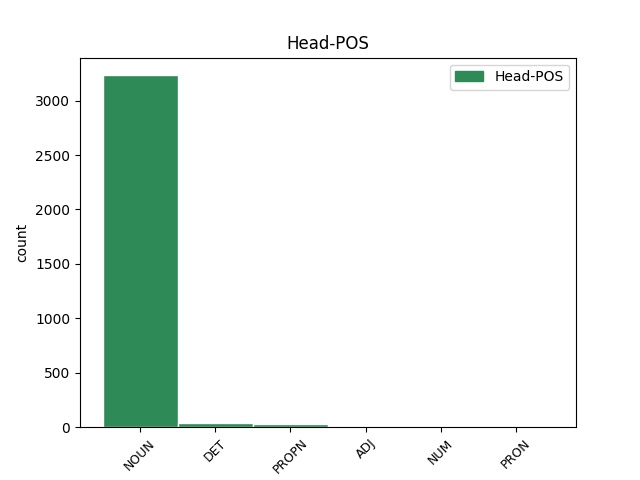 Head-POS
Head-POS
3000
2500
2000
1500
1000
500
0
count
NOUN
DET
PROPN
ADJ
NUM
PRON